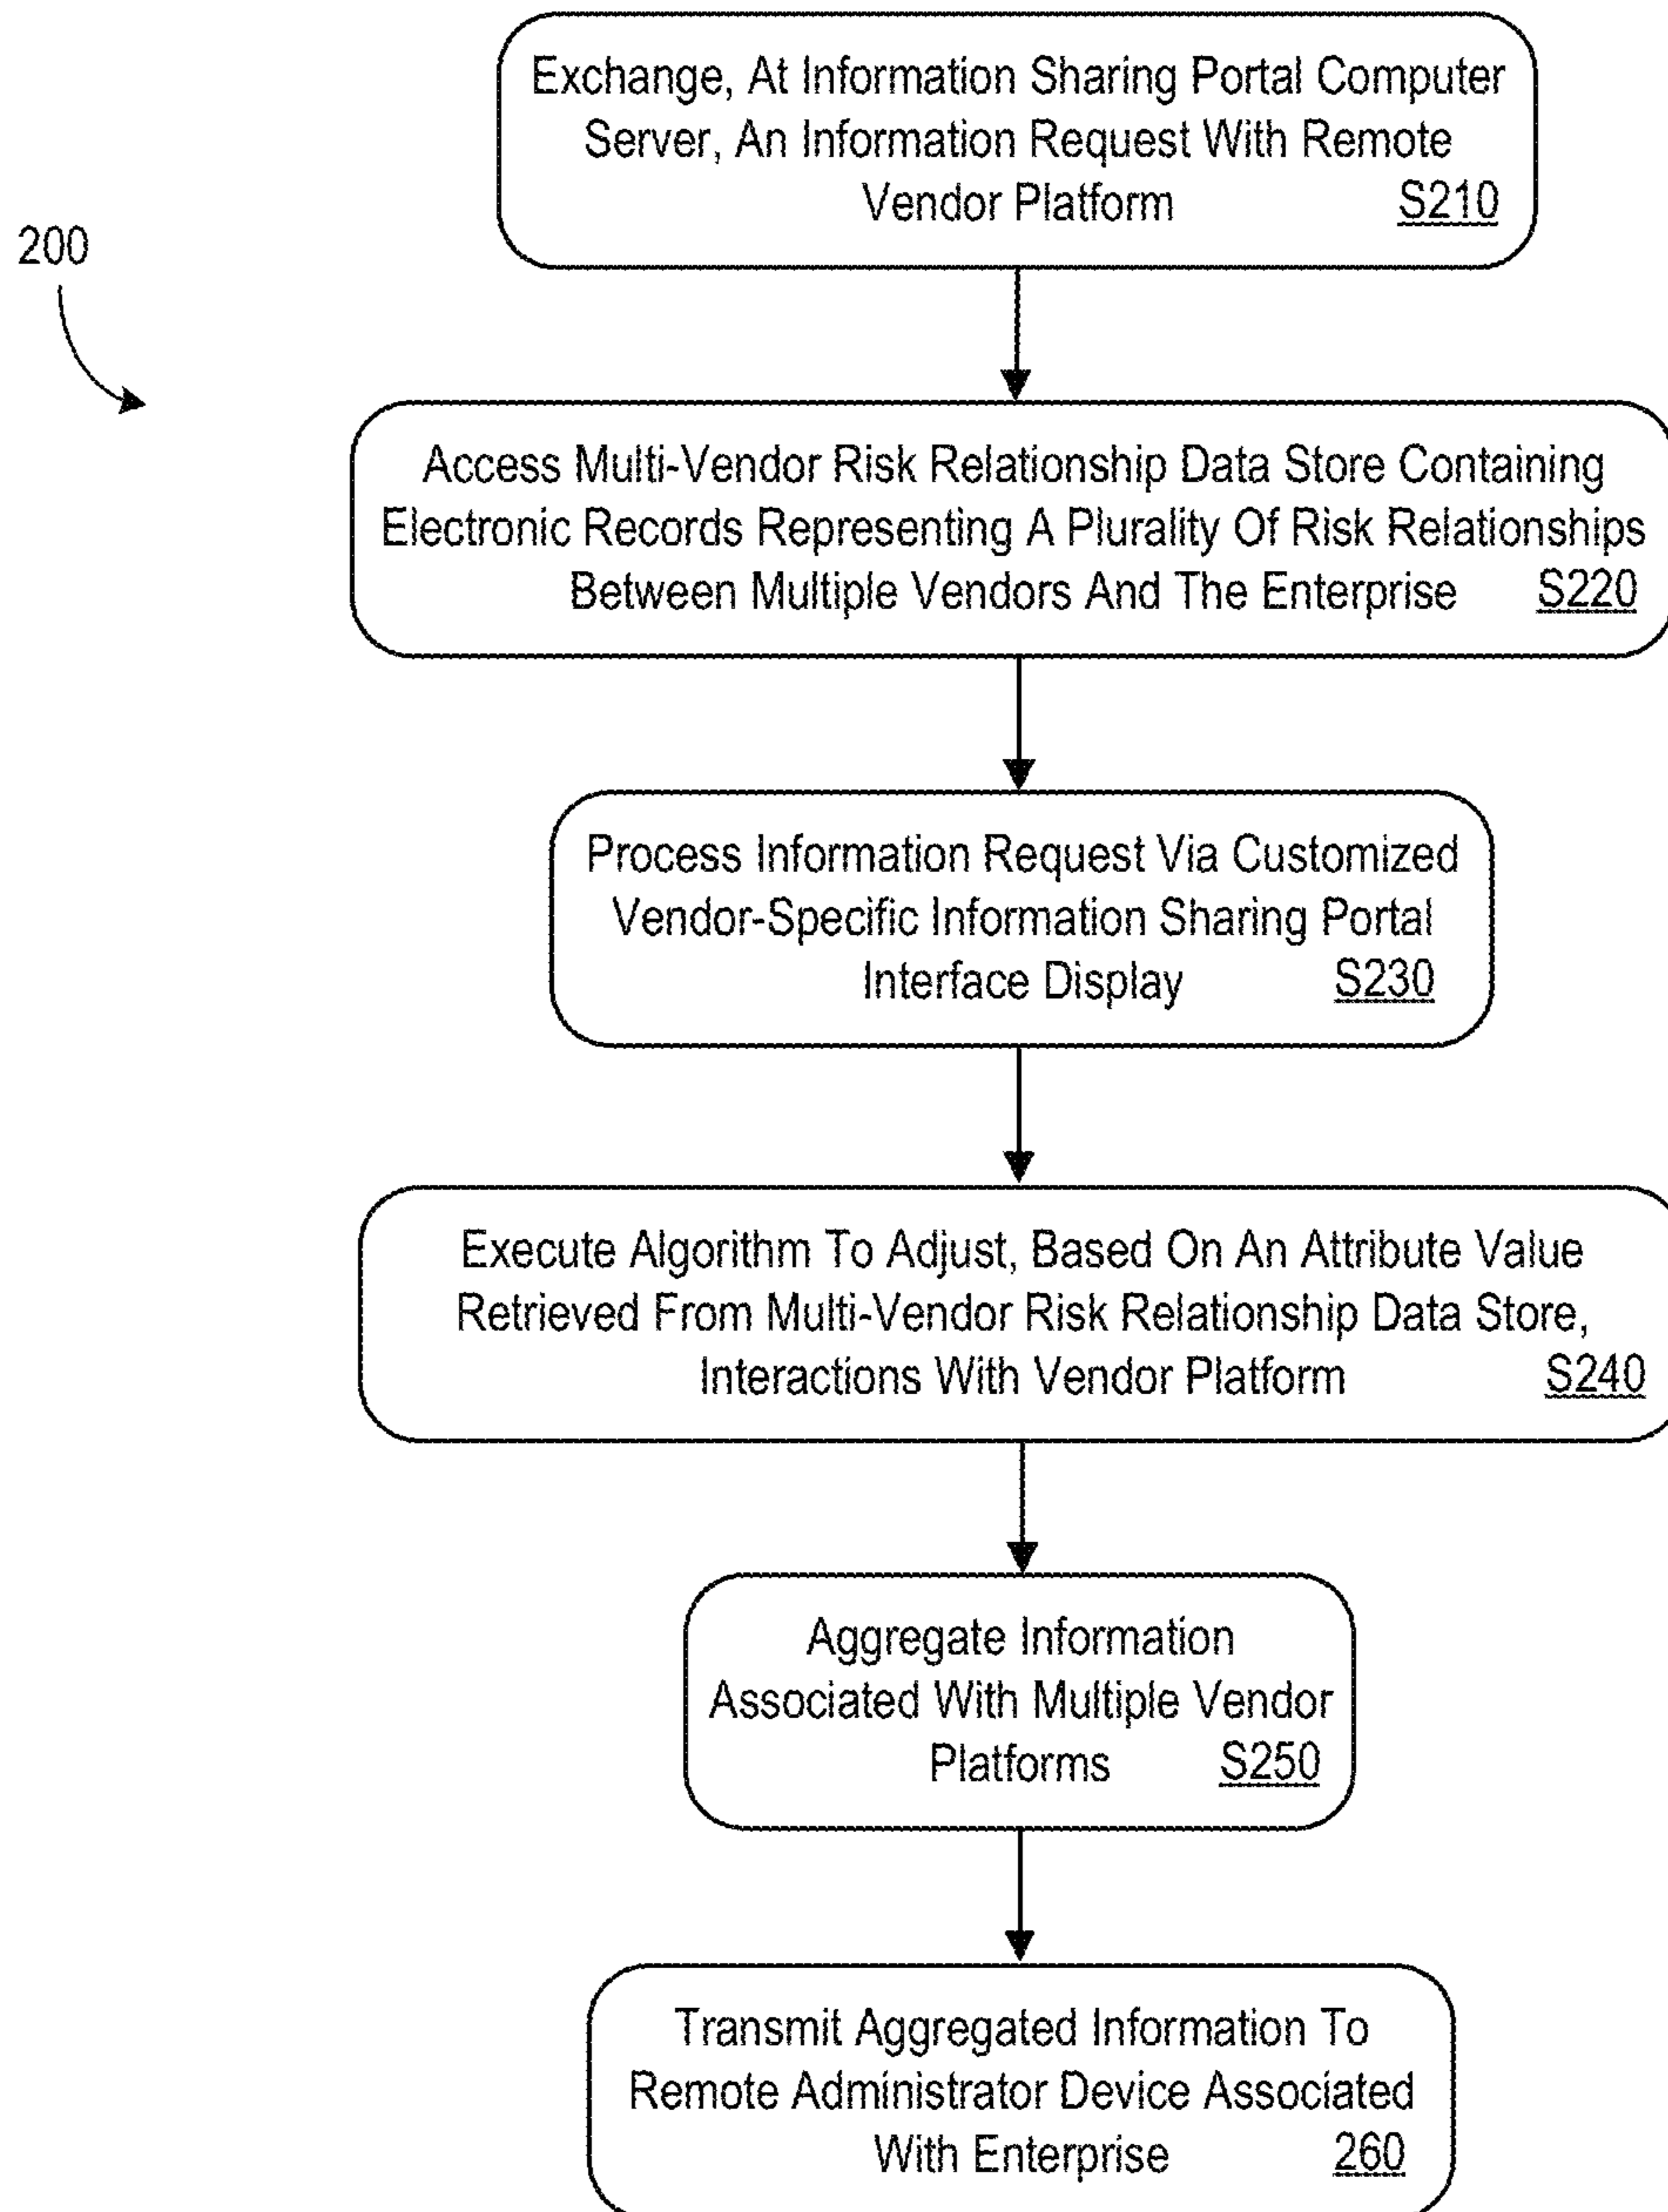 Exchange, At Information Sharing Portal Computer
Server, An Information Request With Remote
Vendor Platform S210
200
Access Multi-Vendor Risk Relationship Data Store Containing
Electronic Records Representing A Plurality Of Risk Relationships
Between Multiple Vendors And The Enterprise S220
Process Information Request Via Customized
Vendor-Specific Information Sharing Portal
Interface Display S230
Execute Algorithm To Adjust, Based On An Attribute Value
Retrieved From Multi-Vendor Risk Relationship Data Store,
Interactions With Vendor Platform S240
Aggregate Information
Associated With Multiple Vendor
Platforms S250
Transmit Aggregated Information To
Remote Administrator Device Associated
With Enterprise 260